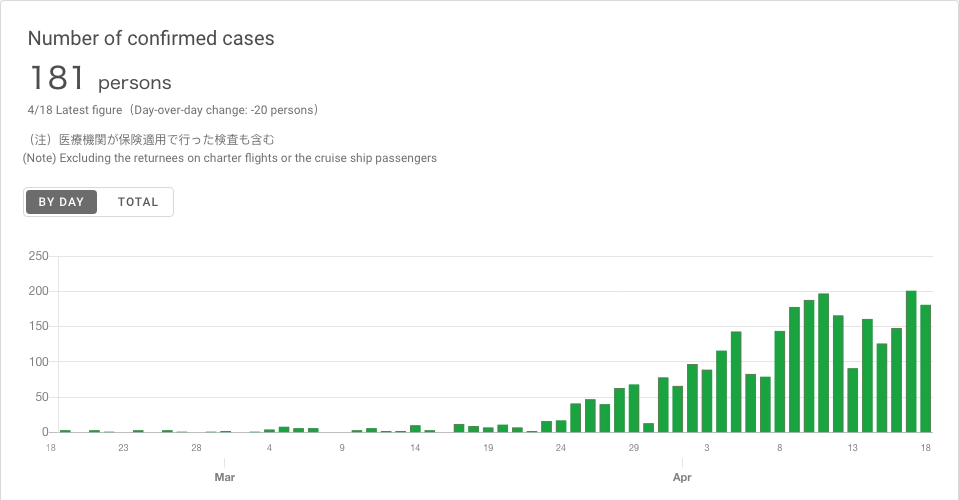 Number of confirmed cases
181 persons
4/18 Latest figure（Day-over-day change: -20 persons）
（注）医療機関が保険適用で行った検査も含む
(Note) Excluding the returnees on charter flights or the cruise ship passengers
BY DAY TOTAL
250
200
150
100
50
0
18 23 28 4 9 14 19 24 29 3 8 13 18
Mar Apr